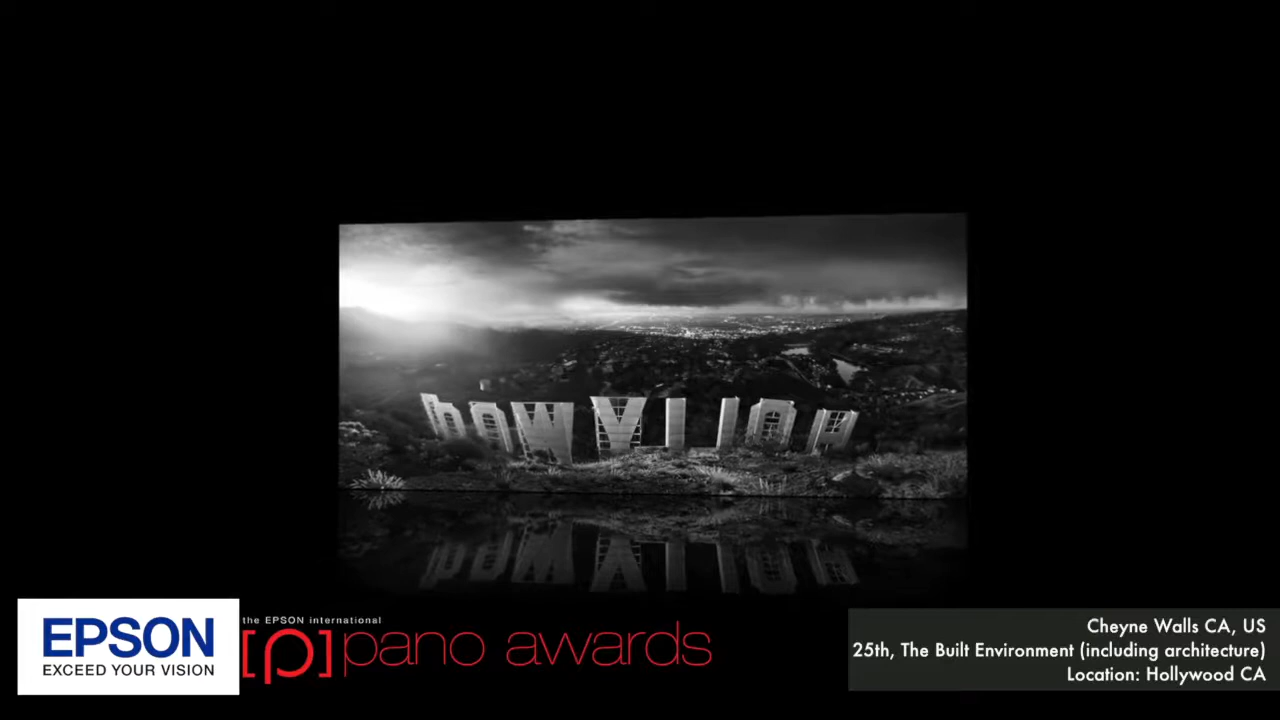 EPSON
EXCEED YOUR VISION
the EPSON international
[p] pano awards
Cheyne Walls CA, US
25th, The Built Environment (including architecture)
Location: Hollywood CA